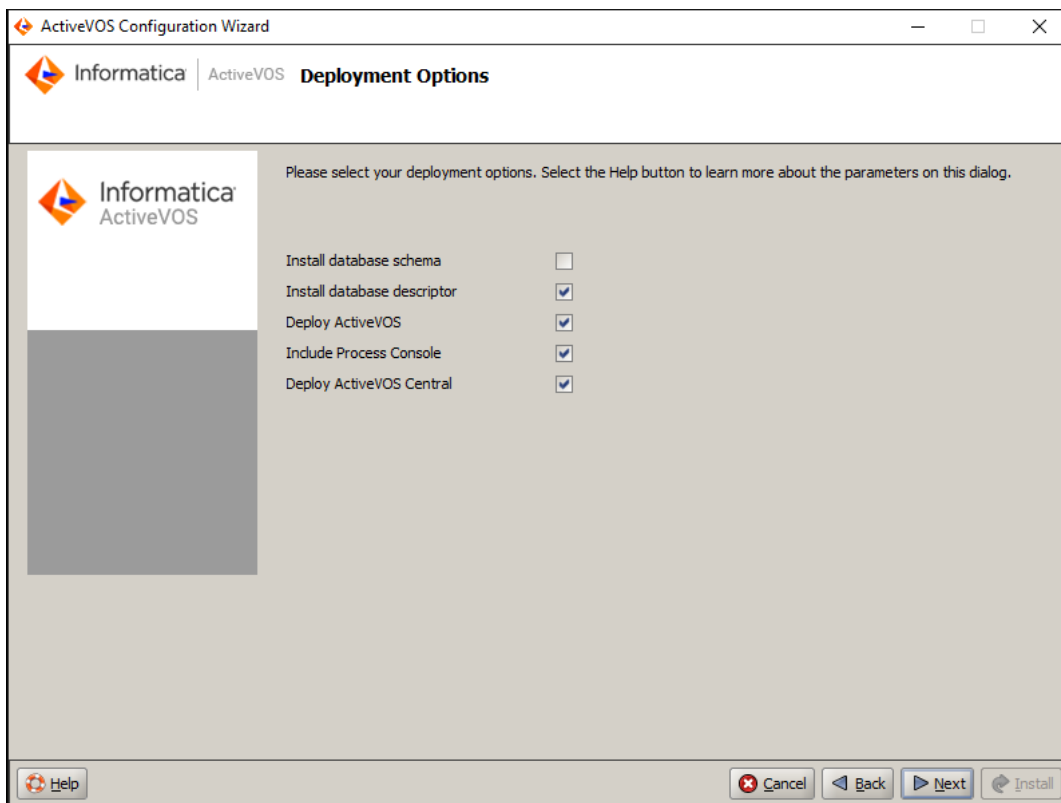 ActiveVOS Configuration Wizard
Informatica ActiveVOS Deployment Options
Informatica
ActiveVOS
Please select your deployment options. Select the Help button to learn more about the parameters on this dialog.
Install database schema
Install database descriptor
Deploy ActiveVOS
Include Process Console
Deploy ActiveVOS Central
Help Cancel Back Next Install